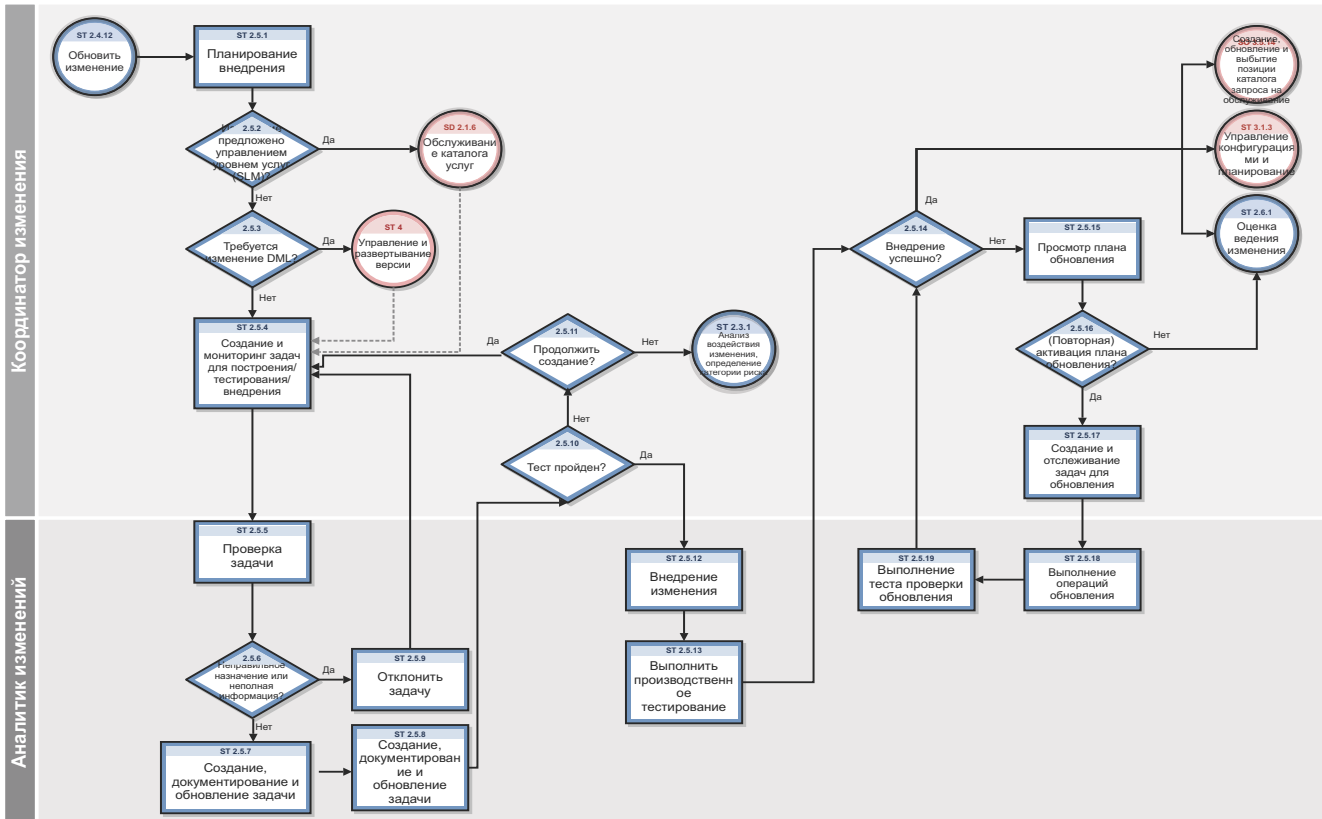 Координатор изменения
ST 2.4.12
Обновить
изменение
ST 2.5.1
Планирование
внедрения
2.5.2
предложено
управлением
уровнем услуг
(SLM)?
Да
Нет
SD 2.1.6
Обслуживани
е каталога
услуг
2.5.3
Требуется
изменение DML?
Да
Нет
ST 4
Управление и
развертывание
версии
ST 2.5.4
Создание и
мониторинг задач
для построения/
тестирования/
внедрения
2.5.11
Продолжить
создание?
Да
Нет
ST 2.3.1
Анализ
воздействия
изменения,
определение
категории риска
2.5.10
Тест пройден?
Нет
Да
2.5.14
Внедрение
успешно?
Да
Нет
ST 2.5.15
Просмотр плана
обновления
2.5.16
(Повторная)
активация плана
обновления?
Нет
Да
ST 2.5.17
Создание и
отслеживание
задач для
обновления
Создание,
обновление и
выбытие
позиции
каталога
запроса на
обслуживание
ST 3.1.3
Управление
конфигурация
ми и
планирование
ST 2.6.1
Оценка
ведения
изменения
Аналитик изменений
ST 2.5.5
Проверка
задачи
2.5.6
Неправильное
назначение или
неполная
информация?
Да
Нет
ST 2.5.9
Отклонить
задачу
ST 2.5.7
Создание,
документирование и
обновление задачи
ST 2.5.8
Создание,
документирован
ие и
обновление
задачи
ST 2.5.12
Внедрение
изменения
ST 2.5.13
Выполнить
производственн
ое
тестирование
ST 2.5.19
Выполнение
теста проверки
обновления
ST 2.5.18
Выполнение
операций
обновления